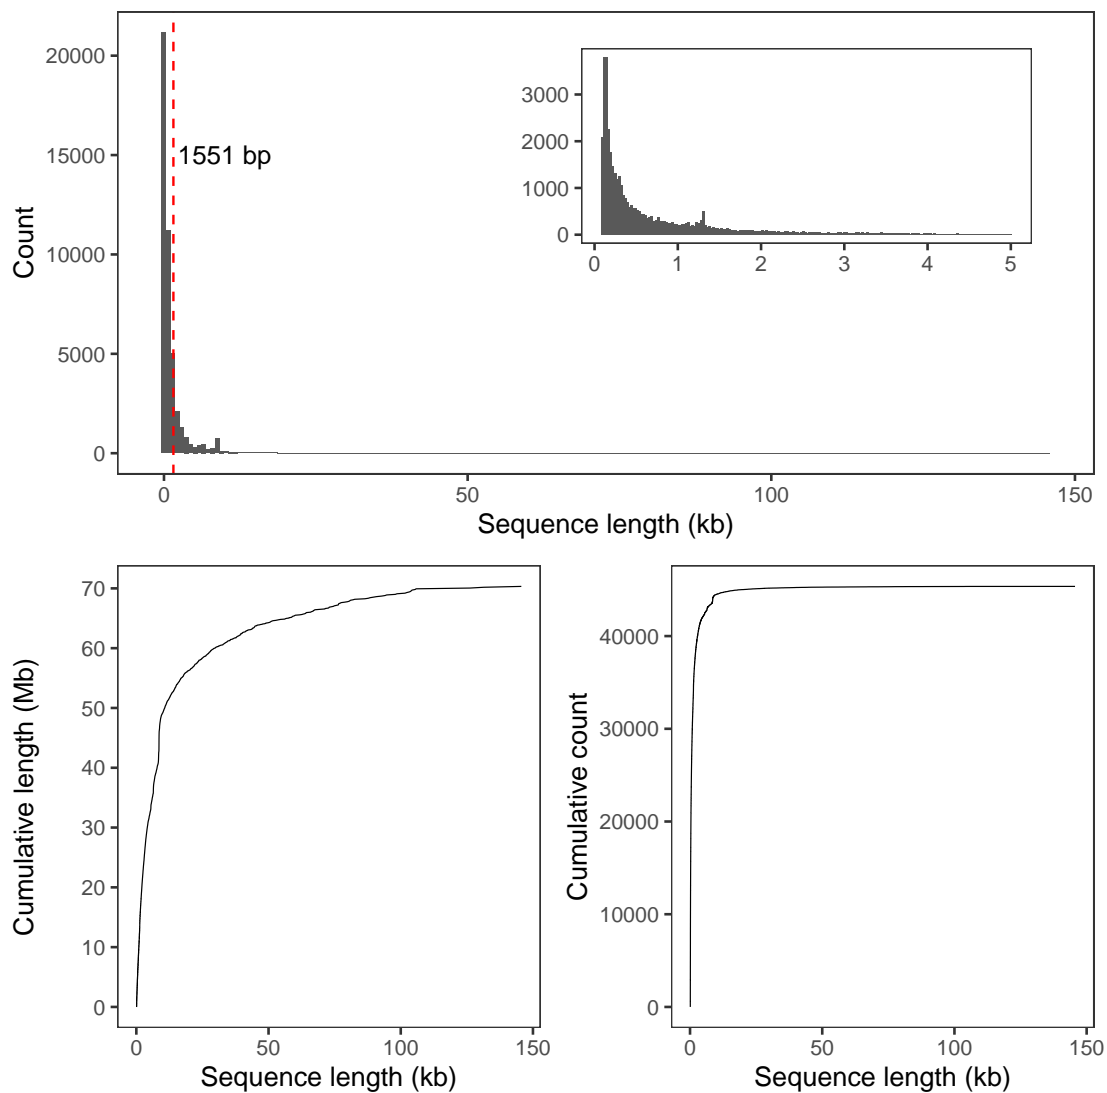 20000
15000
10000
5000
0
Count
1551 bp
3000
2000
1000
0
0 1 2 3 4 5
0 50 100 150
Sequence length (kb)
70
60
50
40
30
20
10
0
Cumulative length (Mb)
0 50 100 150
Sequence length (kb)
40000
30000
20000
10000
0
Cumulative count
0 50 100 150
Sequence length (kb)